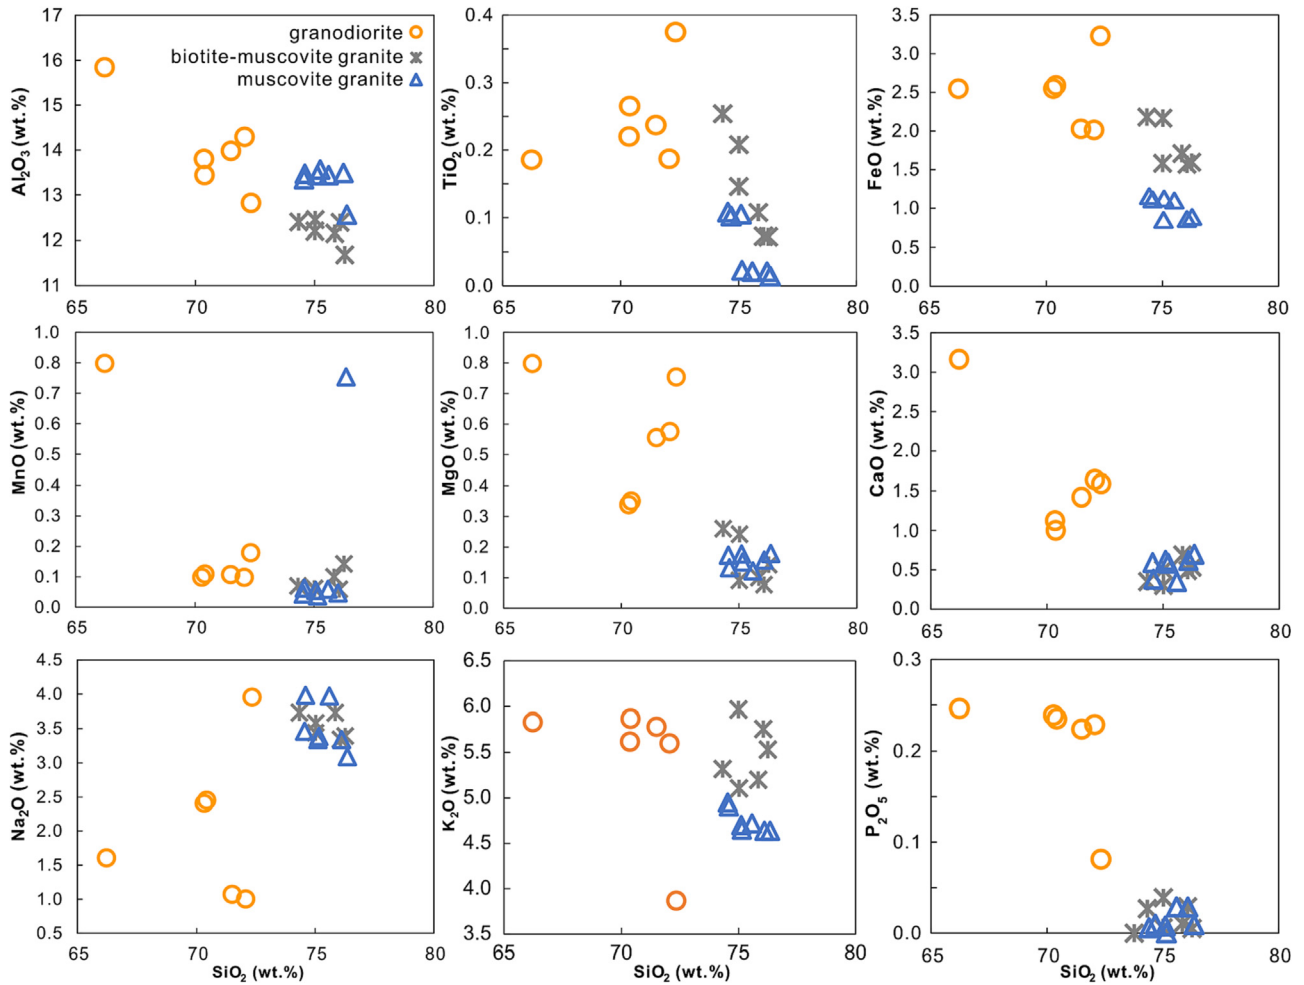 17
16
15
14
13
12
11
Al₂O₃ (wt.%)
granodiorite
biotite-muscovite granite
muscovite granite
65 70 75 80
0.4
0.3
0.2
0.1
0.0
TiO₂ (wt.%)
65 70 75 80
3.5
3.0
2.5
2.0
1.5
1.0
0.5
0.0
FeO (wt.%)
65 70 75 80
1.0
0.9
0.8
0.7
0.6
0.5
0.4
0.3
0.2
0.1
0.0
MnO (wt.%)
65 70 75 80
0.9
0.8
0.7
0.6
0.5
0.4
0.3
0.2
0.1
0.0
MgO (wt.%)
65 70 75 80
3.5
3.0
2.5
2.0
1.5
1.0
0.5
0.0
CaO (wt.%)
65 70 75 80
4.5
4.0
3.5
3.0
2.5
2.0
1.5
1.0
0.5
Na₂O (wt.%)
65 70 75 80
SiO₂ (wt.%)
6.5
6.0
5.5
5.0
4.5
4.0
3.5
K₂O (wt.%)
65 70 75 80
SiO₂ (wt.%)
0.3
0.2
0.1
0.0
P₂O₅ (wt.%)
65 70 75 80
SiO₂ (wt.%)